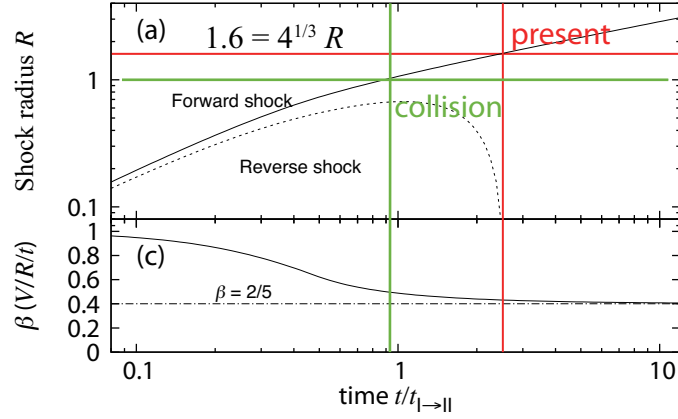 (a)
1.6 = 4^{1/3} R
present
1
Forward shock
collision
Reverse shock
0.1
Shock radius R
(c)
1
0.8
0.6
0.4
0.2
0
β = 2/5
β (V/R/t)
0.1
1
10
time t/t_{I→II}